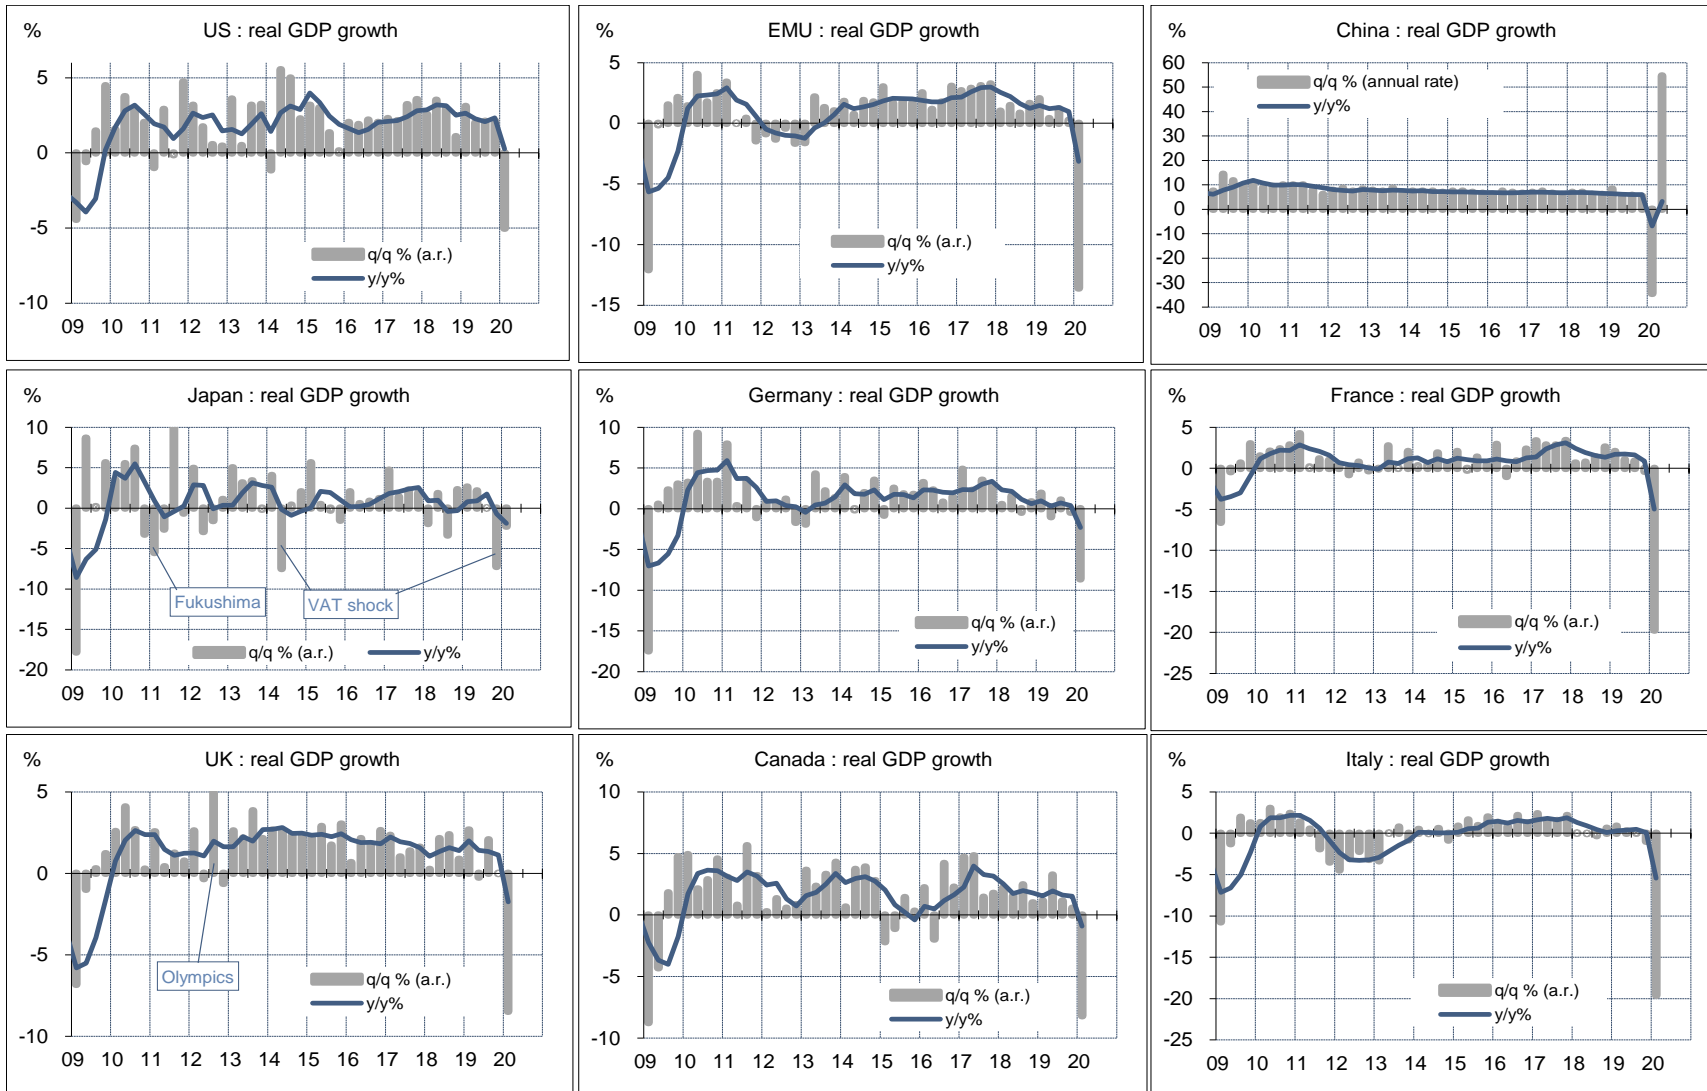 % US : real GDP growth
5
0
-5
-10
q/q % (a.r.)
y/y%
09 10 11 12 13 14 15 16 17 18 19 20
% EMU : real GDP growth
5
0
-5
-10
-15
q/q % (a.r.)
y/y%
09 10 11 12 13 14 15 16 17 18 19 20
% China : real GDP growth
60
50
40
30
20
10
0
-10
-20
-30
-40
q/q % (annual rate)
y/y%
09 10 11 12 13 14 15 16 17 18 19 20
% Japan : real GDP growth
10
5
0
-5
-10
-15
-20
Fukushima
VAT shock
q/q % (a.r.) y/y%
09 10 11 12 13 14 15 16 17 18 19 20
% Germany : real GDP growth
10
5
0
-5
-10
-15
-20
q/q % (a.r.)
y/y%
09 10 11 12 13 14 15 16 17 18 19 20
% France : real GDP growth
5
0
-5
-10
-15
-20
-25
q/q % (a.r.)
y/y%
09 10 11 12 13 14 15 16 17 18 19 20
% UK : real GDP growth
5
0
-5
-10
Olympics
q/q % (a.r.)
y/y%
09 10 11 12 13 14 15 16 17 18 19 20
% Canada : real GDP growth
10
5
0
-5
-10
q/q % (a.r.)
y/y%
09 10 11 12 13 14 15 16 17 18 19 20
% Italy : real GDP growth
5
0
-5
-10
-15
-20
-25
q/q % (a.r.)
y/y%
09 10 11 12 13 14 15 16 17 18 19 20